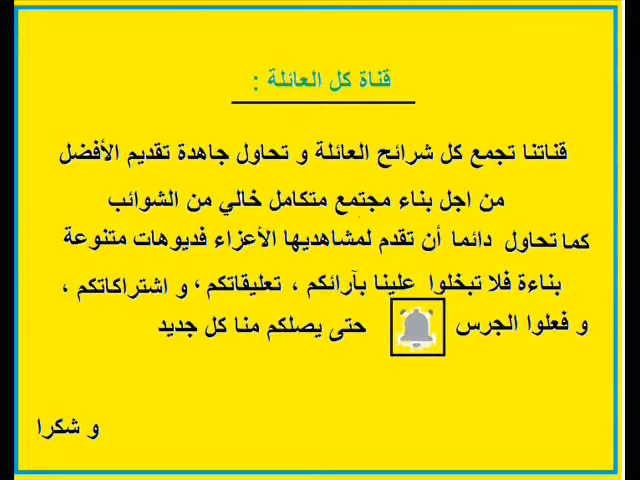 قناة كل العائلة :
قناتنا تجمع كل شرائح العائلة و تحاول جاهدة تقديم الأفضل
من اجل بناء مجتمع متكامل خالي من الشوائب
كما تحاول دائما أن تقدم لمشاهديها الأعزاء فديوهات متنوعة
بناءة فلا تبخلوا علينا بآرائكم ، تعليقاتكم ، و اشتراكاتكم ،
و فعلوا الجرس حتى يصلكم منا كل جديد
و شكرا